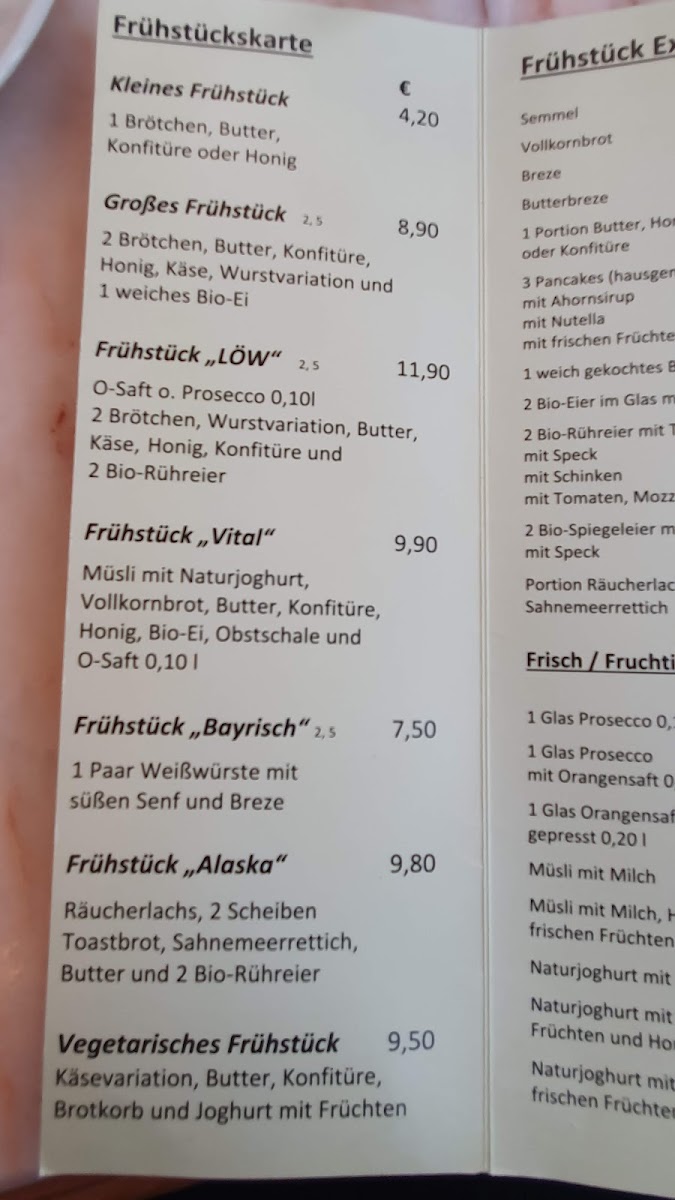 Frühstückskarte
Kleines Frühstück
€
4,20
1 Brötchen, Butter,
Konfitüre oder Honig
Großes Frühstück 2, 5
8,90
2 Brötchen, Butter, Konfitüre,
Honig, Käse, Wurstvariation und
1 weiches Bio-Ei
Frühstück „LÖW“ 2, 5
11,90
O-Saft o. Prosecco 0,10l
2 Brötchen, Wurstvariation, Butter,
Käse, Honig, Konfitüre und
2 Bio-Rühreier
Frühstück „Vital“
9,90
Müsli mit Naturjoghurt,
Vollkornbrot, Butter, Konfitüre,
Honig, Bio-Ei, Obstschale und
O-Saft 0,10 l
Frühstück „Bayrisch“ 2, 5
7,50
1 Paar Weißwürste mit
süßen Senf und Breze
Frühstück „Alaska“
9,80
Räucherlachs, 2 Scheiben
Toastbrot, Sahnemeerrettich,
Butter und 2 Bio-Rühreier
Vegetarisches Frühstück
9,50
Käsevariation, Butter, Konfitüre,
Brotkorb und Joghurt mit Früchten
Frühstück
Semmel
Vollkornbrot
Breze
Butterbreze
1 Portion Butter,
oder Konfitüre
3 Pancakes
mit Ahornsirup
mit Nutella
mit frischen
1 weich gekochtes
2 Bio-Eier im Glas
2 Bio-Rühreier mit
mit Speck
mit Schinken
mit Tomaten,
2 Bio-Spiegeleier
mit Speck
Portion
Sahnemeerrettich
Frisch /
1 Glas Prosecco
1 Glas Prosecco
mit Orangensaft
1 Glas
gepresst 0,20 l
Müsli mit Milch
Müsli mit Milch,
frischen Früchten
Naturjoghurt mit
Naturjoghurt mit
Früchten und
Naturjoghurt mit
frischen